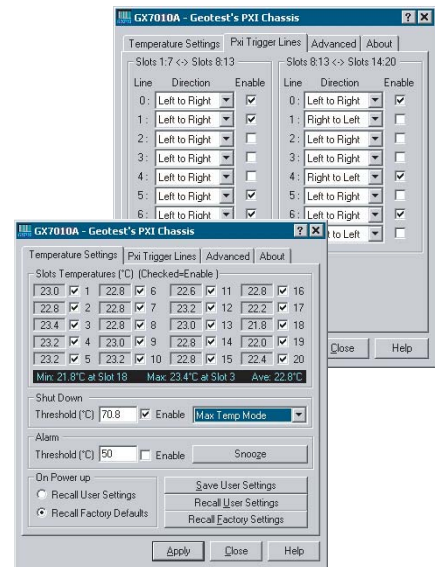 GX7010A - Geotest's PXI Chassis
Temperature Settings Pxi Trigger Lines Advanced About
Slots 1:7 <-> Slots 8:13 Slots 8:13 <-> Slots 14:20
Line Direction Enable Line Direction Enable
0: Left to Right 0: Left to Right
1: Left to Right 1: Right to Left
2: Left to Right 2: Left to Right
3: Left to Right 3: Left to Right
4: Left to Right 4: Right to Left
5: Left to Right 5: Left to Right
6: Left to Right 6: Left to Right
to Left
Close Help
GX7010A - Geotest's PXI Chassis
Temperature Settings Pxi Trigger Lines Advanced About
Slots Temperatures (°C) (Checked=Enable)
23.0 1 22.8 6 22.6 11 22.8 16
22.8 2 22.8 7 23.2 12 22.2 17
23.4 3 22.8 8 23.0 13 21.8 18
23.2 4 23.0 9 22.8 14 22.0 19
23.2 5 23.2 10 22.8 15 22.4 20
Min: 21.8°C at Slot 18 Max: 23.4°C at Slot 3 Ave: 22.8°C
Shut Down
Threshold (°C) 70.8 Enable Max Temp Mode
Alarm
Threshold (°C) 50 Enable Snooze
On Power up
Recall User Settings
Recall Factory Defaults
Save User Settings
Recall User Settings
Recall Factory Settings
Apply Close Help